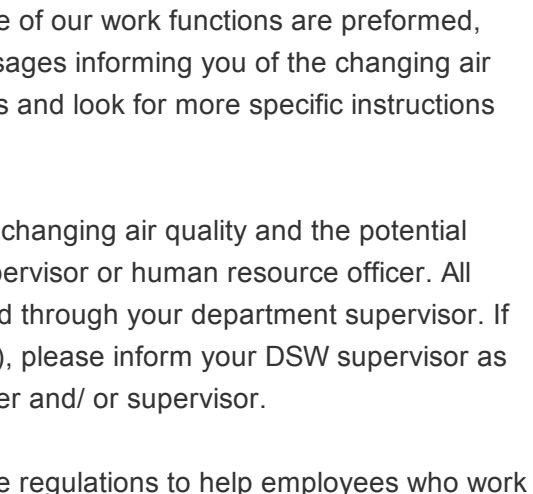 e of our work functions are preformed,
sages informing you of the changing air
s and look for more specific instructions
changing air quality and the potential
pervisor or human resource officer. All
d through your department supervisor. If
), please inform your DSW supervisor as
er and/ or supervisor.
e regulations to help employees who work